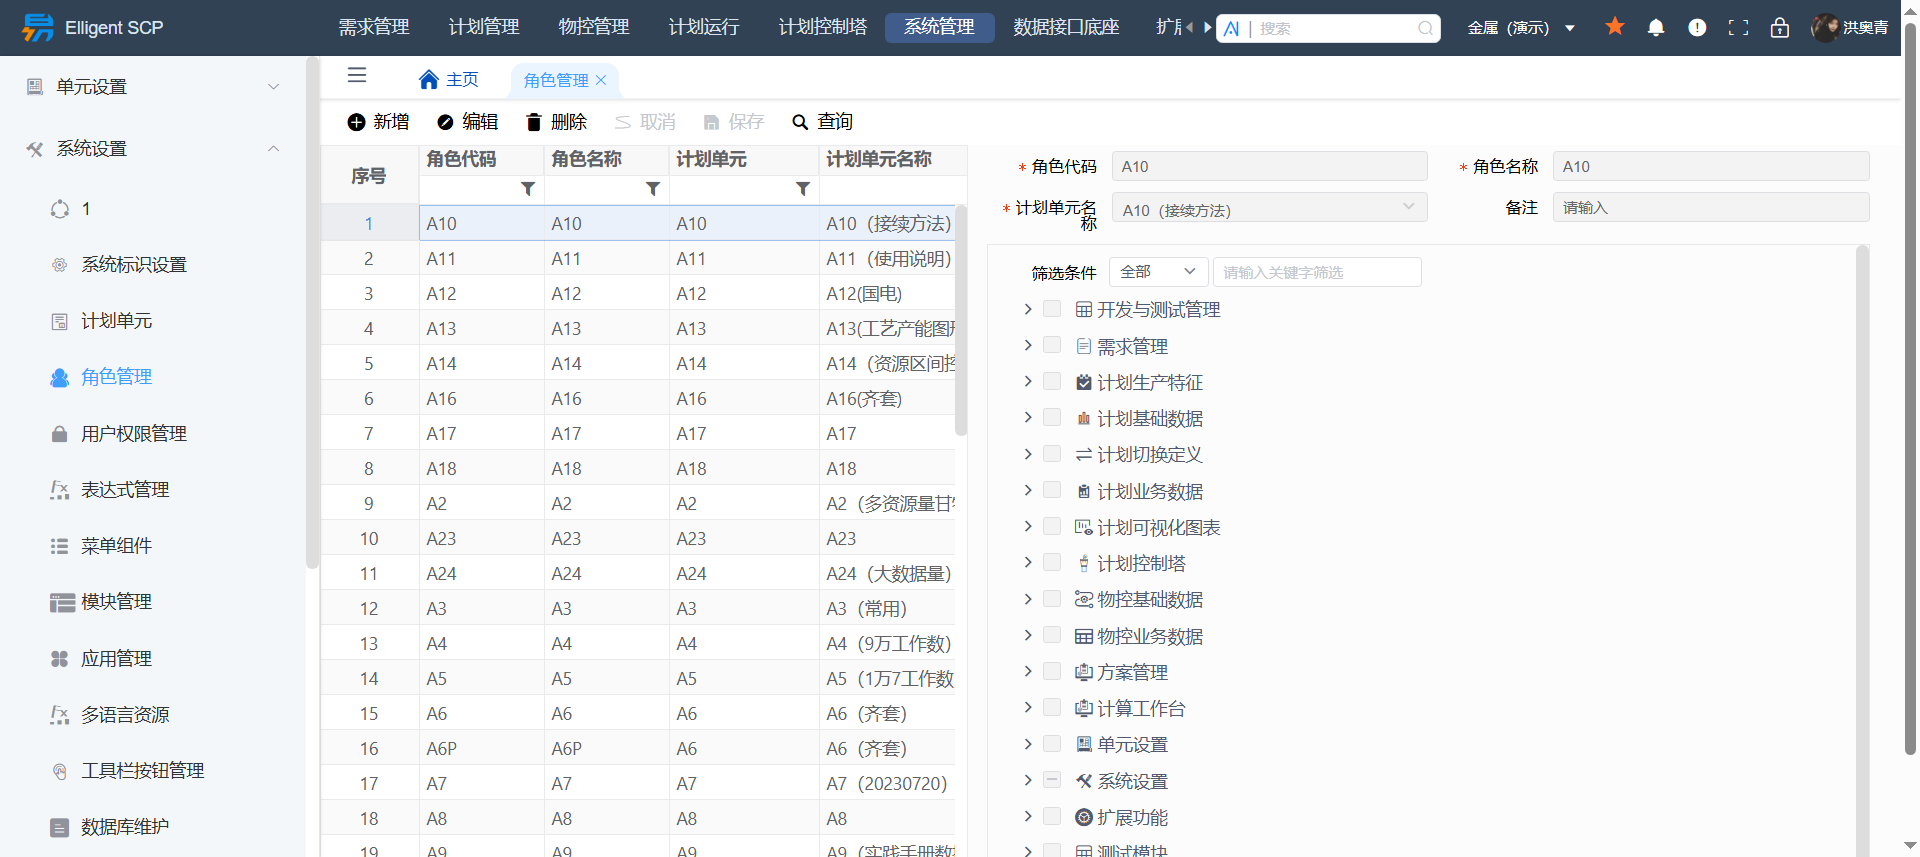 Elligent SCP
需求管理 计划管理 物控管理 计划运行 计划控制塔 系统管理 数据接口底座
AI | 搜索
金属 (演示)
洪奥青
单元设置
系统设置
1
系统标识设置
计划单元
角色管理
用户权限管理
表达式管理
菜单组件
模块管理
应用管理
多语言资源
工具栏按钮管理
数据库维护
主页 角色管理
新增 编辑 删除 取消 保存 查询
序号 角色代码 角色名称 计划单元 计划单元名称
1 A10 A10 A10 A10（接续方法）
2 A11 A11 A11 A11（使用说明）
3 A12 A12 A12 A12(国电)
4 A13 A13 A13 A13(工艺产能图
5 A14 A14 A14 A14（资源区间
6 A16 A16 A16 A16(齐套)
7 A17 A17 A17 A17
8 A18 A18 A18 A18
9 A2 A2 A2 A2（多资源量甘
10 A23 A23 A23 A23
11 A24 A24 A24 A24（大数据量）
12 A3 A3 A3 A3（常用）
13 A4 A4 A4 A4（9万工作数）
14 A5 A5 A5 A5（1万7工作数
15 A6 A6 A6 A6（齐套）
16 A6P A6P A6 A6（齐套）
17 A7 A7 A7 A7（20230720）
18 A8 A8 A8 A8
19 A9 A9 A9 A9（实践手册数
* 角色代码 A10 * 角色名称 A10
* 计划单元名称 A10（接续方法） 备注 请输入
筛选条件 全部 请输入关键字筛选
开发与测试管理
需求管理
计划生产特征
计划基础数据
计划切换定义
计划业务数据
计划可视化图表
计划控制塔
物控基础数据
物控业务数据
方案管理
计算工作台
单元设置
系统设置
扩展功能
测试模块